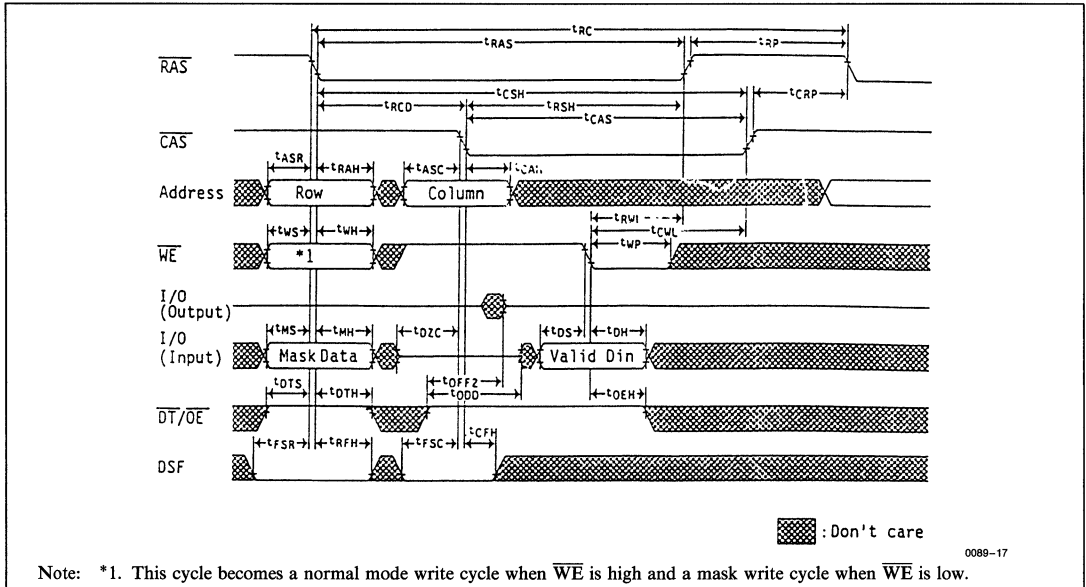 tRC
tRAS
tRP
RAS
tCSH
tCRP
tRCD
tRSH
tCAS
CAS
tASR
tRAH
tASC
tCAH
Address
Row
Column
tRWL
tCWL
tWS
tWH
tWP
WE
*1
I/O
(Output)
tMS
tMH
tDZC
tDS
tDH
I/O
(Input)
Mask Data
Valid Din
tOFF2
tDTS
tDTH
tODD
tOEH
DT/OE
tFSR
tRFH
tFSC
tCFH
DSF
:Don't care
0089–17
Note: *1. This cycle becomes a normal mode write cycle when WE is high and a mask write cycle when WE is low.